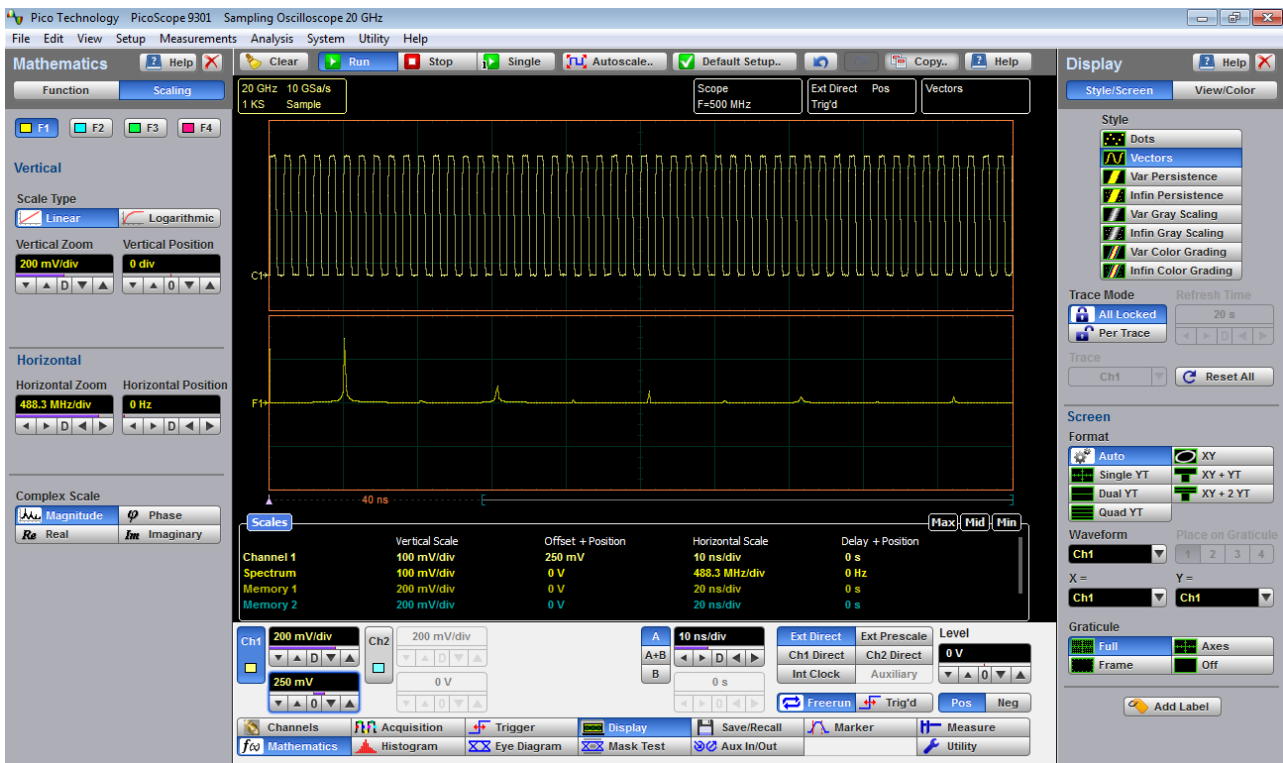 Pico Technology PicoScope 9301 Sampling Oscilloscope 20 GHz
File Edit View Setup Measurements Analysis System Utility Help
Mathematics Help
Clear Run Stop Single Autoscale.. Default Setup.. Copy.. Help
Display Help
Function Scaling
20 GHz 10 GSa/s
1 KS Sample
Scope
F=500 MHz
Ext Direct Pos
Trig'd
Vectors
Style/Screen View/Color
F1 F2 F3 F4
Vertical
Scale Type
Linear Logarithmic
Vertical Zoom Vertical Position
200 mV/div 0 div
D 0
Horizontal
Horizontal Zoom Horizontal Position
488.3 MHz/div 0 Hz
D D
Complex Scale
Magnitude φ Phase
Re Real Im Imaginary
C1
F1
40 ns
Scales Max Mid Min
Vertical Scale Offset + Position Horizontal Scale Delay + Position
Channel 1 100 mV/div 250 mV 10 ns/div 0 s
Spectrum 100 mV/div 0 V 488.3 MHz/div 0 Hz
Memory 1 200 mV/div 0 V 20 ns/div 0 s
Memory 2 200 mV/div 0 V 20 ns/div 0 s
Ch1 200 mV/div Ch2 200 mV/div A 10 ns/div Ext Direct Ext Prescale Level
D D A+B D Ch1 Direct Ch2 Direct 0 V
250 mV 0 V B 0 s Int Clock Auxiliary 0
0 0 0 Freerun Trig'd Pos Neg
Channels Acquisition Trigger Display Save/Recall Marker Measure
f(x) Mathematics Histogram Eye Diagram Mask Test Aux In/Out Utility
Style
Dots
Vectors
Var Persistence
Infin Persistence
Var Gray Scaling
Infin Gray Scaling
Var Color Grading
Infin Color Grading
Trace Mode Refresh Time
All Locked 20 s
Per Trace D
Trace
Ch1 Reset All
Screen
Format
Auto XY
Single YT XY + YT
Dual YT XY + 2 YT
Quad YT
Waveform Place on Graticule
Ch1 1 2 3 4
X = Y =
Ch1 Ch1
Graticule
Full Axes
Frame Off
Add Label